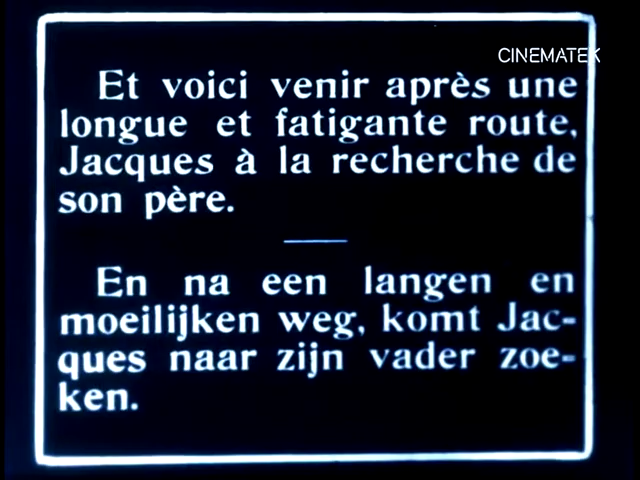 CINEMATEK
Et voici venir après une
longue et fatigante route,
Jacques à la recherche de
son père.
En na een langen en
moeilijken weg, komt Jac-
ques naar zijn vader zoe-
ken.